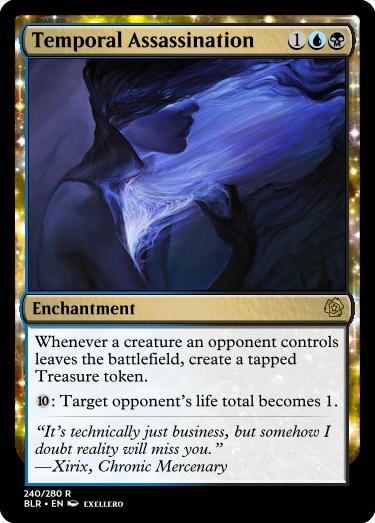 Temporal Assassination 1
Enchantment
Whenever a creature an opponent controls
leaves the battlefield, create a tapped
Treasure token.
10: Target opponent's life total becomes 1.
"It's technically just business, but somehow I
doubt reality will miss you."
—Xirix, Chronic Mercenary
240/280 R
BLR • EN EXELLERO